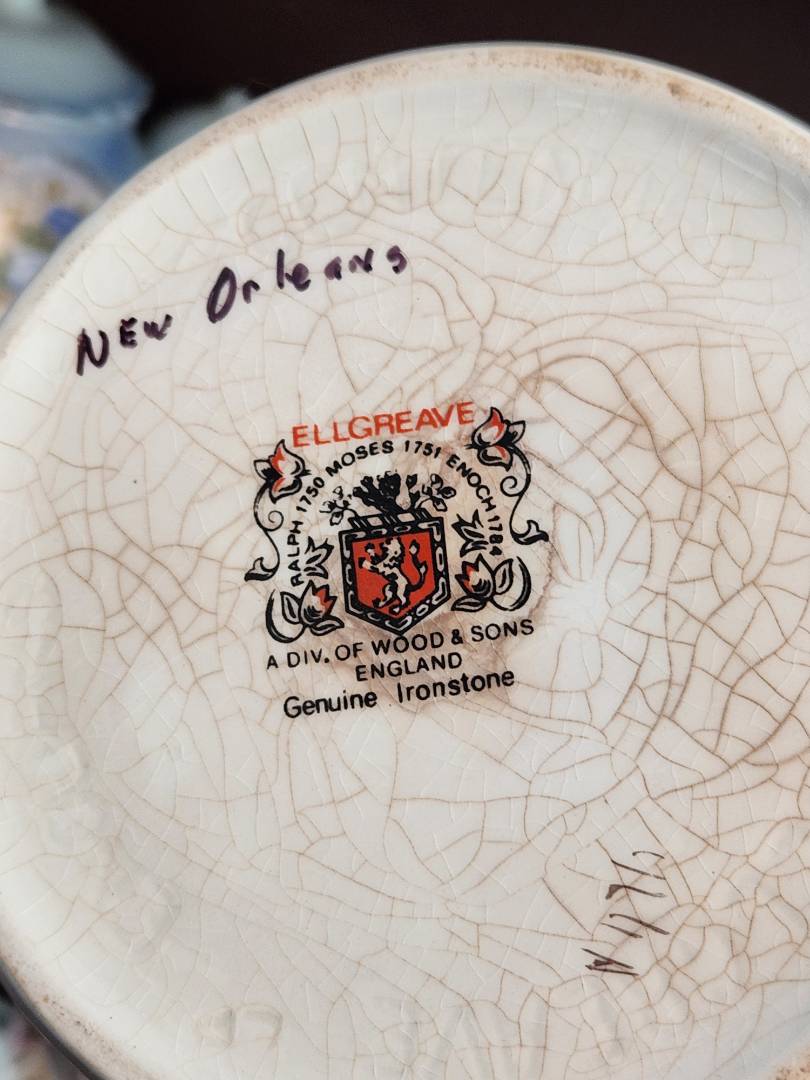 New Orleans
ELLGREAVE
RALPH 1750 MOSES 1751 ENOCH 1784
A DIV. OF WOOD & SONS
ENGLAND
Genuine Ironstone